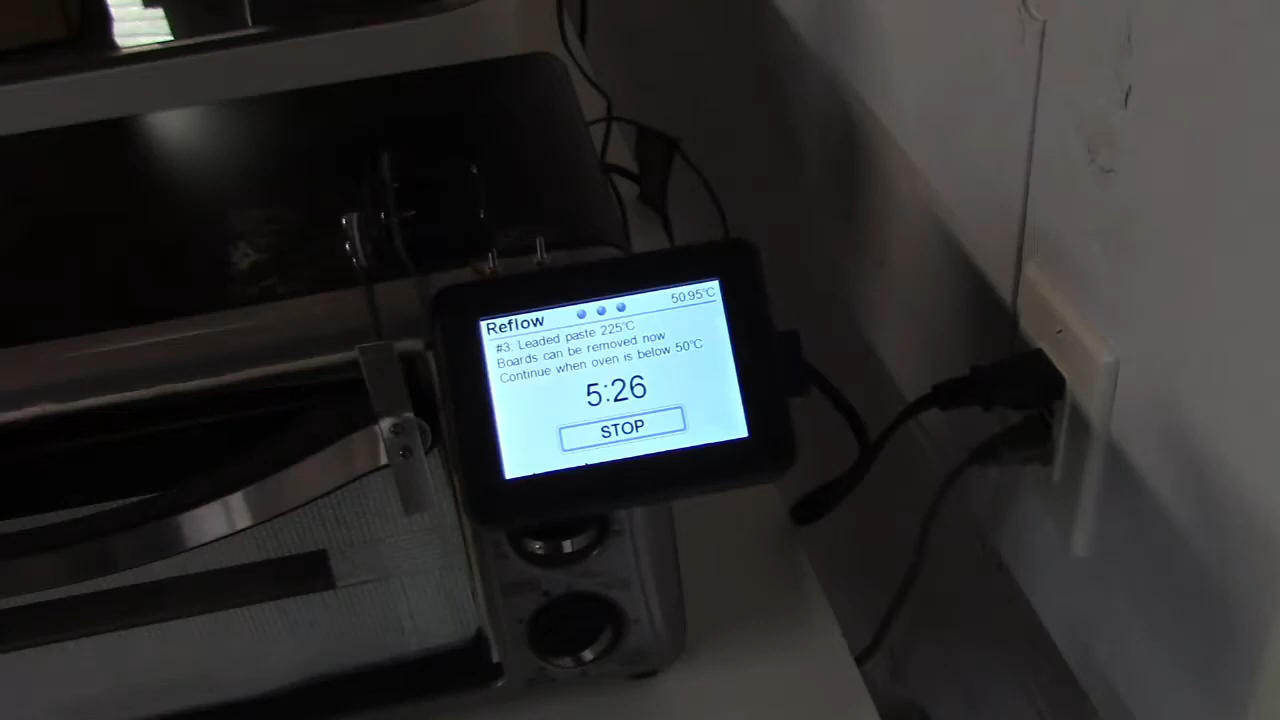 Reflow 50.95°C
#3. Leaded paste 225°C
Boards can be removed now
Continue when oven is below 50°C
5:26
STOP